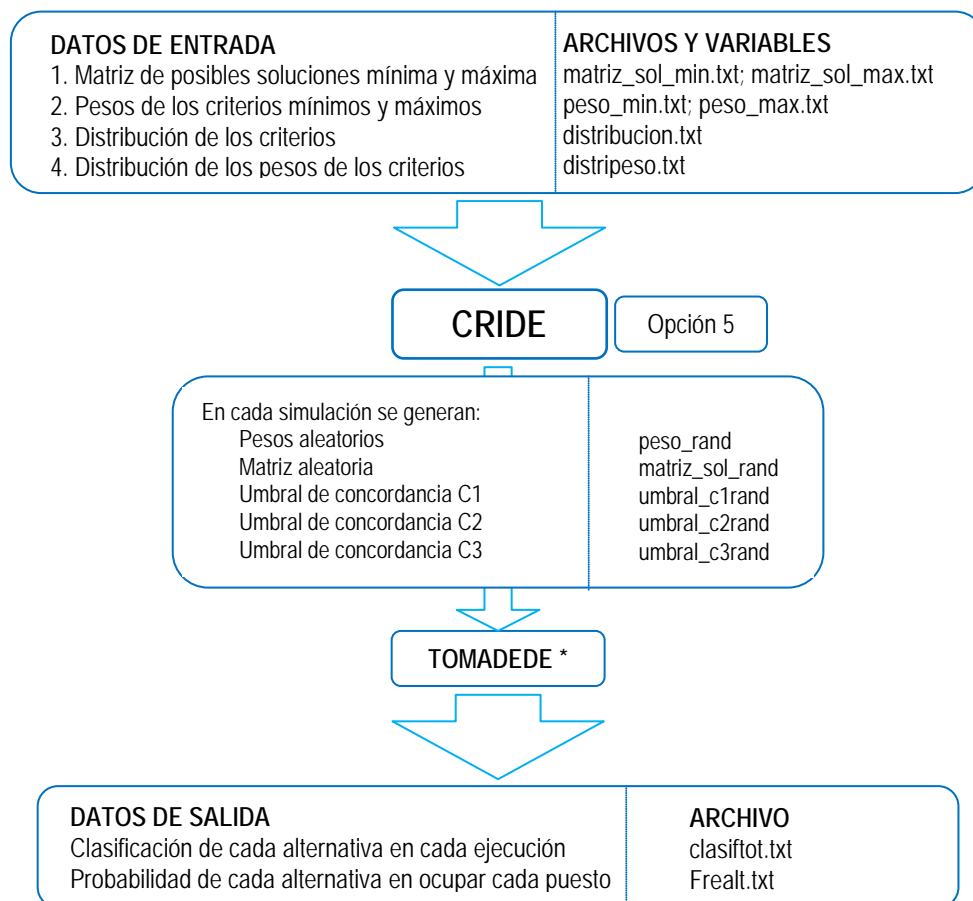 DATOS DE ENTRADA
1. Matriz de posibles soluciones mínima y máxima
2. Pesos de los criterios mínimos y máximos
3. Distribución de los criterios
4. Distribución de los pesos de los criterios
ARCHIVOS Y VARIABLES
matriz_sol_min.txt; matriz_sol_max.txt
peso_min.txt; peso_max.txt
distribucion.txt
distripeso.txt
CRIDE
Opción 5
En cada simulación se generan:
Pesos aleatorios
Matriz aleatoria
Umbral de concordancia C1
Umbral de concordancia C2
Umbral de concordancia C3
peso_rand
matriz_sol_rand
umbral_c1rand
umbral_c2rand
umbral_c3rand
TOMADEDE *
DATOS DE SALIDA
Clasificación de cada alternativa en cada ejecución
Probabilidad de cada alternativa en ocupar cada puesto
ARCHIVO
clasiftot.txt
Frealt.txt